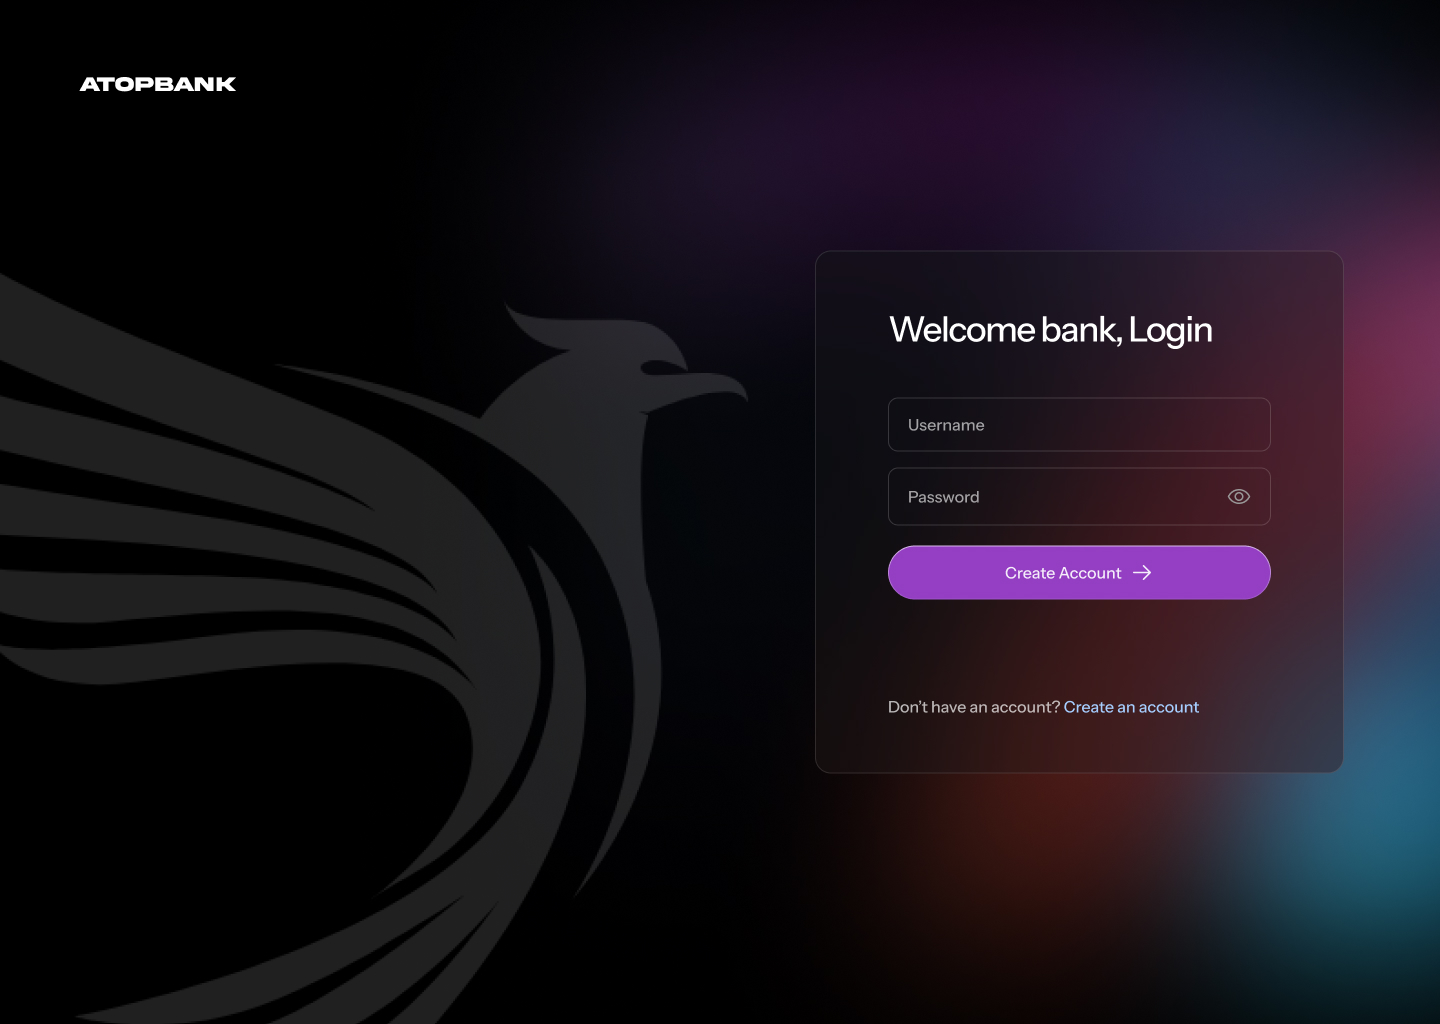 ATOPBANK
Welcome bank, Login
Username
Password
Create Account
Don't have an account? Create an account